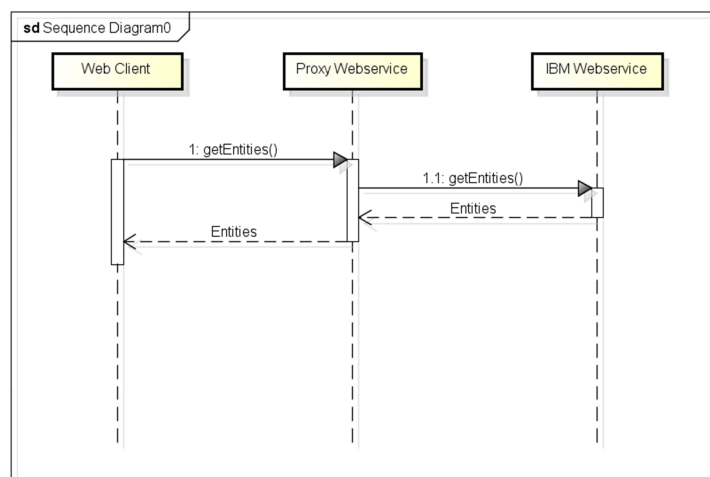 sd Sequence Diagram0
Web Client
Proxy Webservice
IBM Webservice
1: getEntities()
1.1: getEntities()
Entities
Entities